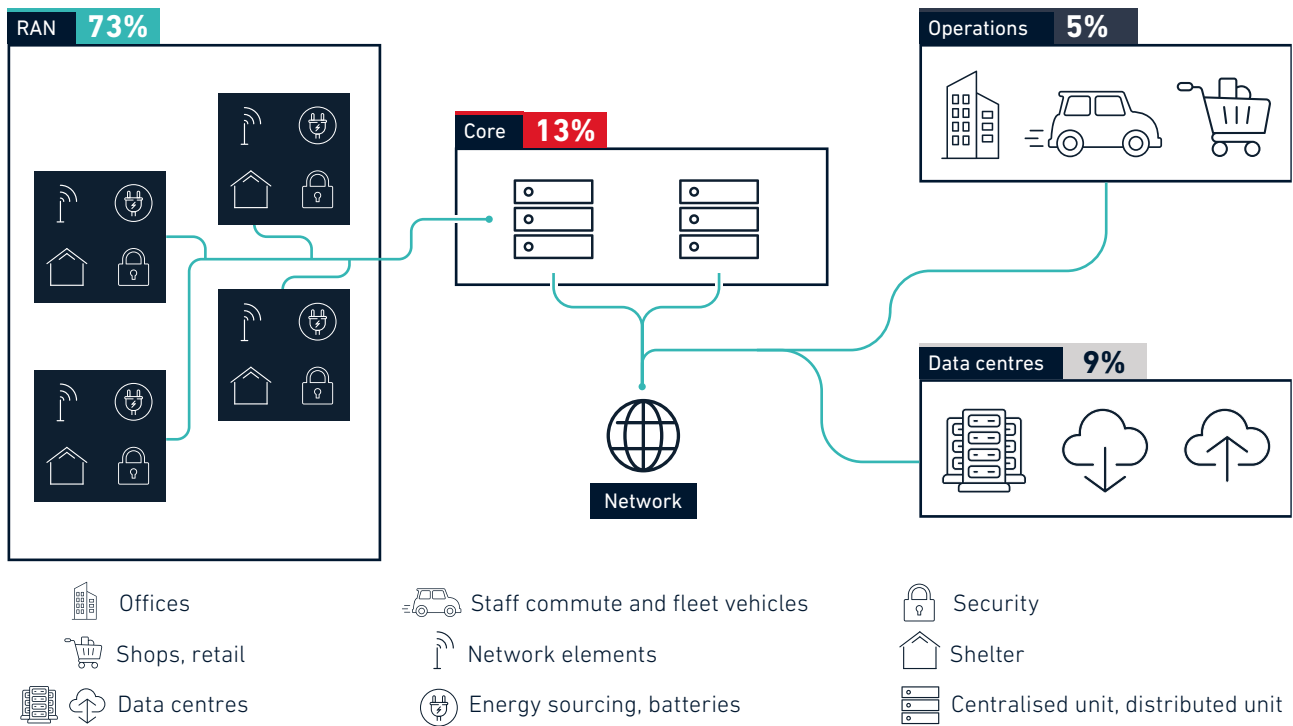 RAN 73%
Operations 5%
Core 13%
Data centres 9%
Network
Offices
Staff commute and fleet vehicles
Security
Shops, retail
Network elements
Shelter
Data centres
Energy sourcing, batteries
Centralised unit, distributed unit